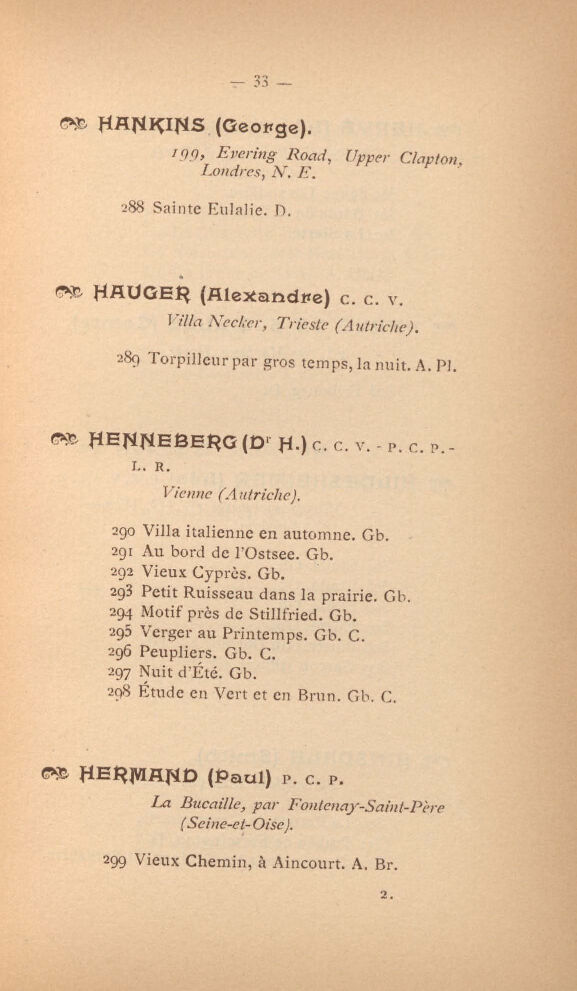 — 33 —
HANKINS (George).
199, Evering Road, Upper Clapton,
Londres, N. E.
288 Sainte Eulalie. D.
HAUGER (Alexandre) C. C. V.
Villa Necker, Trieste (Autriche).
289 Torpilleur par gros temps, la nuit. A. Pl.
HENNEBERG (Dr H.) C. C. V. - P. C. P. -
L. R.
Vienne (Autriche).
290 Villa italienne en automne. Gb.
291 Au bord de l'Ostsee. Gb.
292 Vieux Cyprès. Gb.
293 Petit Ruisseau dans la prairie. Gb.
294 Motif près de Stillfried. Gb.
295 Verger au Printemps. Gb. C.
296 Peupliers. Gb. C.
297 Nuit d'Été. Gb.
298 Étude en Vert et en Brun. Gb. C.
HERMAND (Paul) P. C. P.
La Bucaille, par Fontenay-Saint-Père
(Seine-et-Oise).
299 Vieux Chemin, à Aincourt. A. Br.
2.